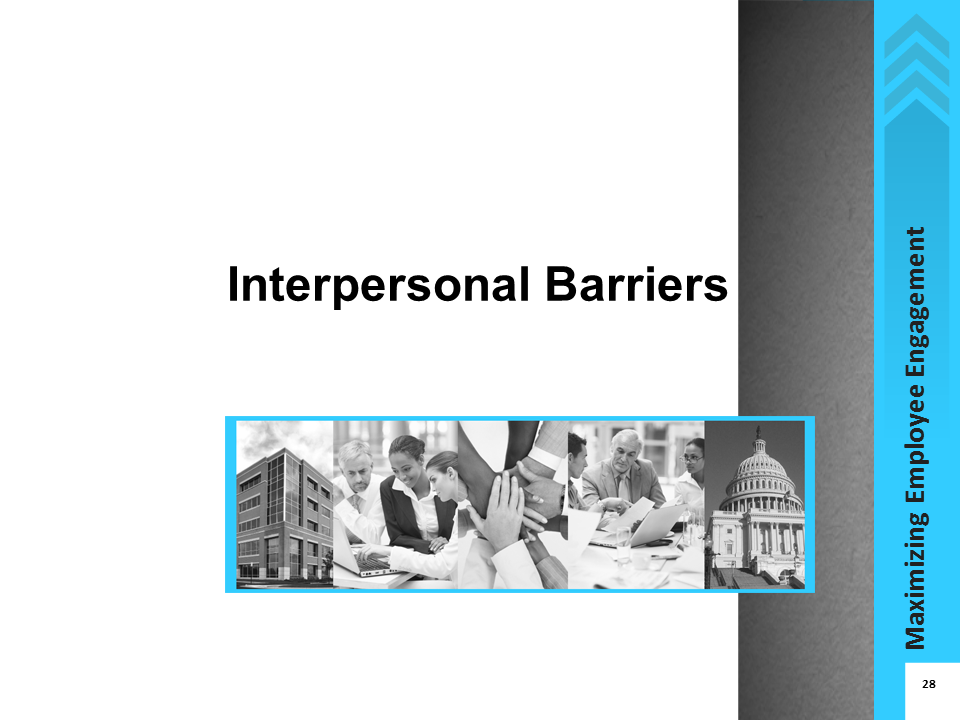 Interpersonal Barriers
Maximizing Employee Engagement
28